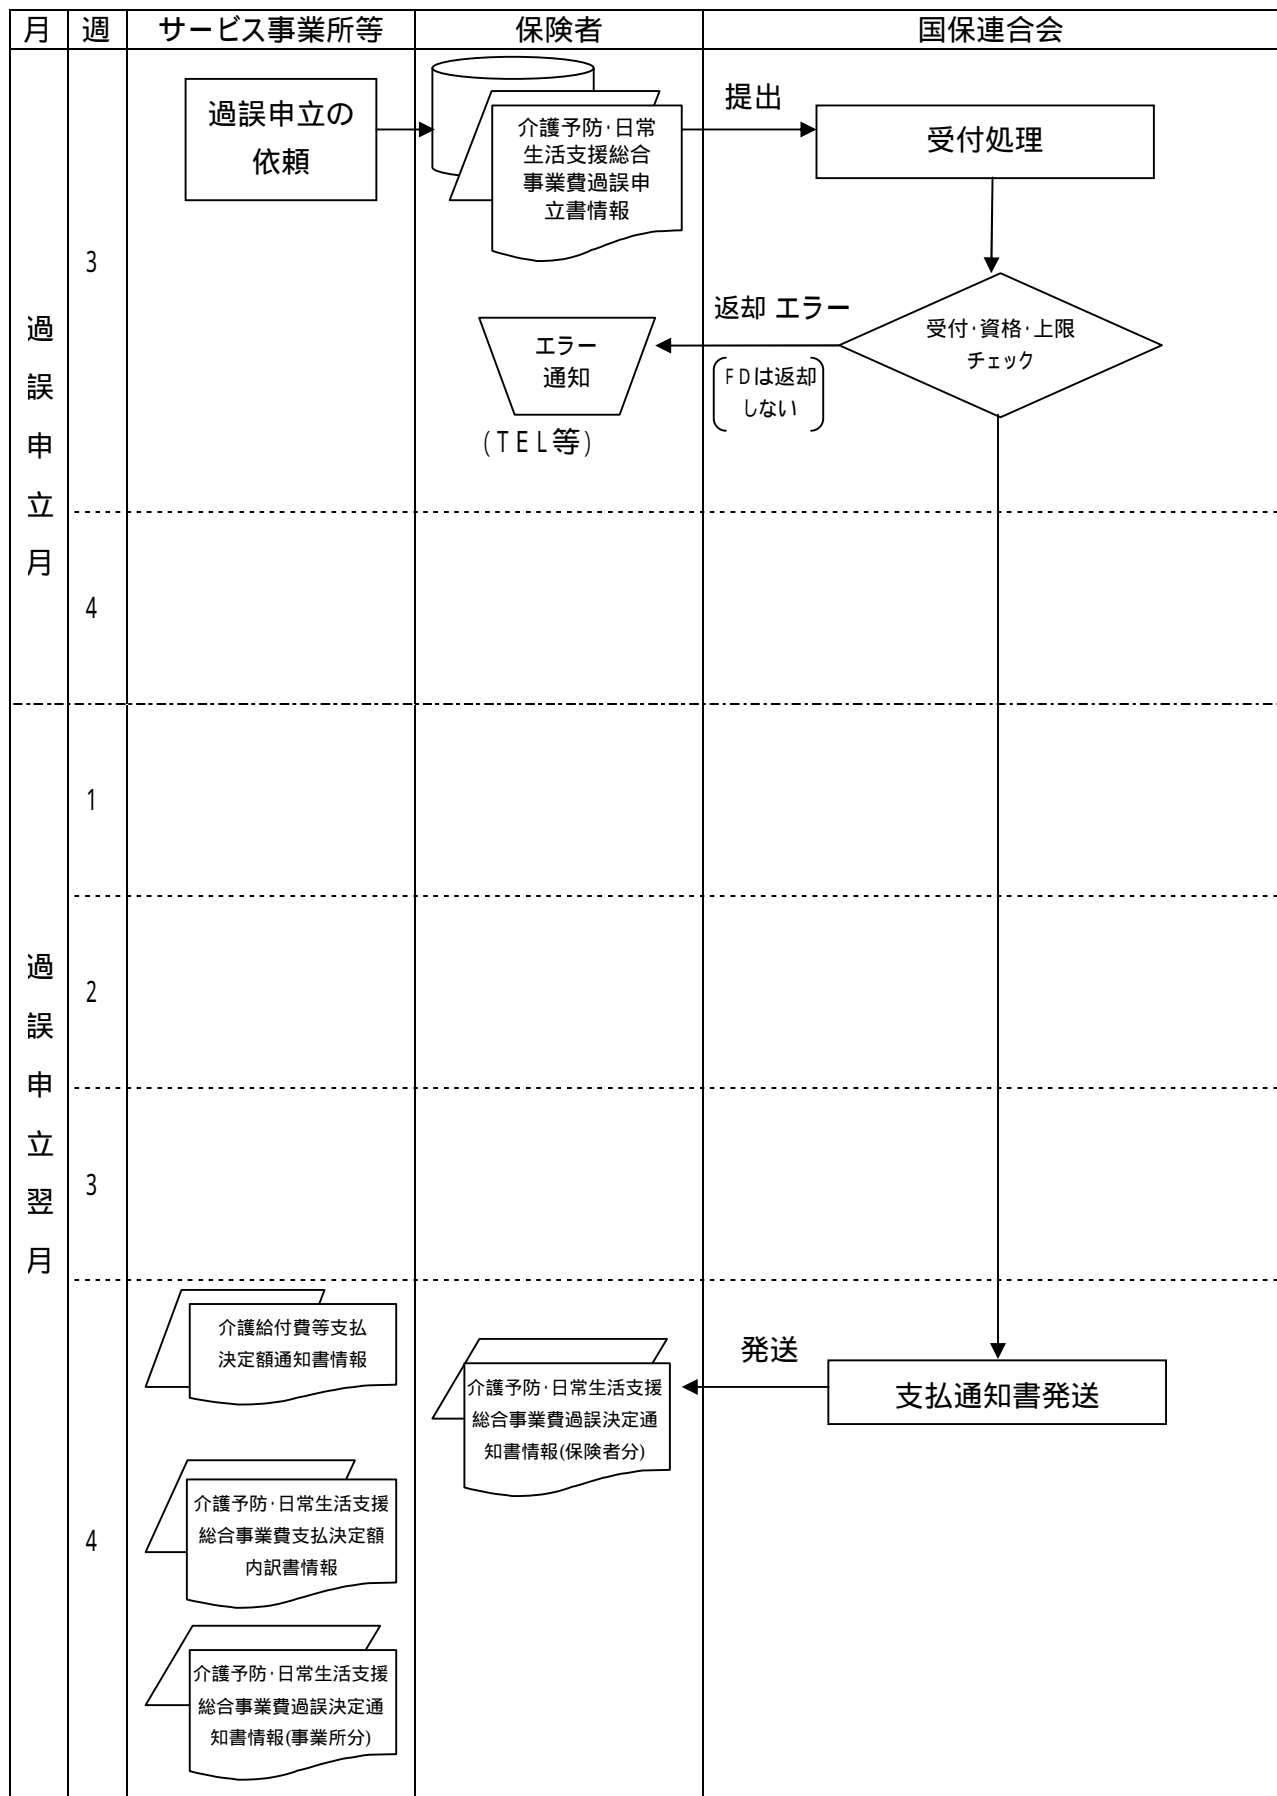 月 週 サービス事業所等 保険者 国保連合会
過誤申立月
3
過誤申立の
依頼
介護予防・日常
生活支援総合
事業費過誤申
立書情報
提出
受付処理
受付・資格・上限
チェック
返却 エラー
FDは返却
しない
エラー
通知
(TEL等)
4
過誤申立翌月
1
2
3
4
介護給付費等支払
決定額通知書情報
介護予防・日常生活支援
総合事業費支払決定額
内訳書情報
介護予防・日常生活支援
総合事業費過誤決定通
知書情報(事業所分)
介護予防・日常生活支援
総合事業費過誤決定通
知書情報(保険者分)
発送
支払通知書発送